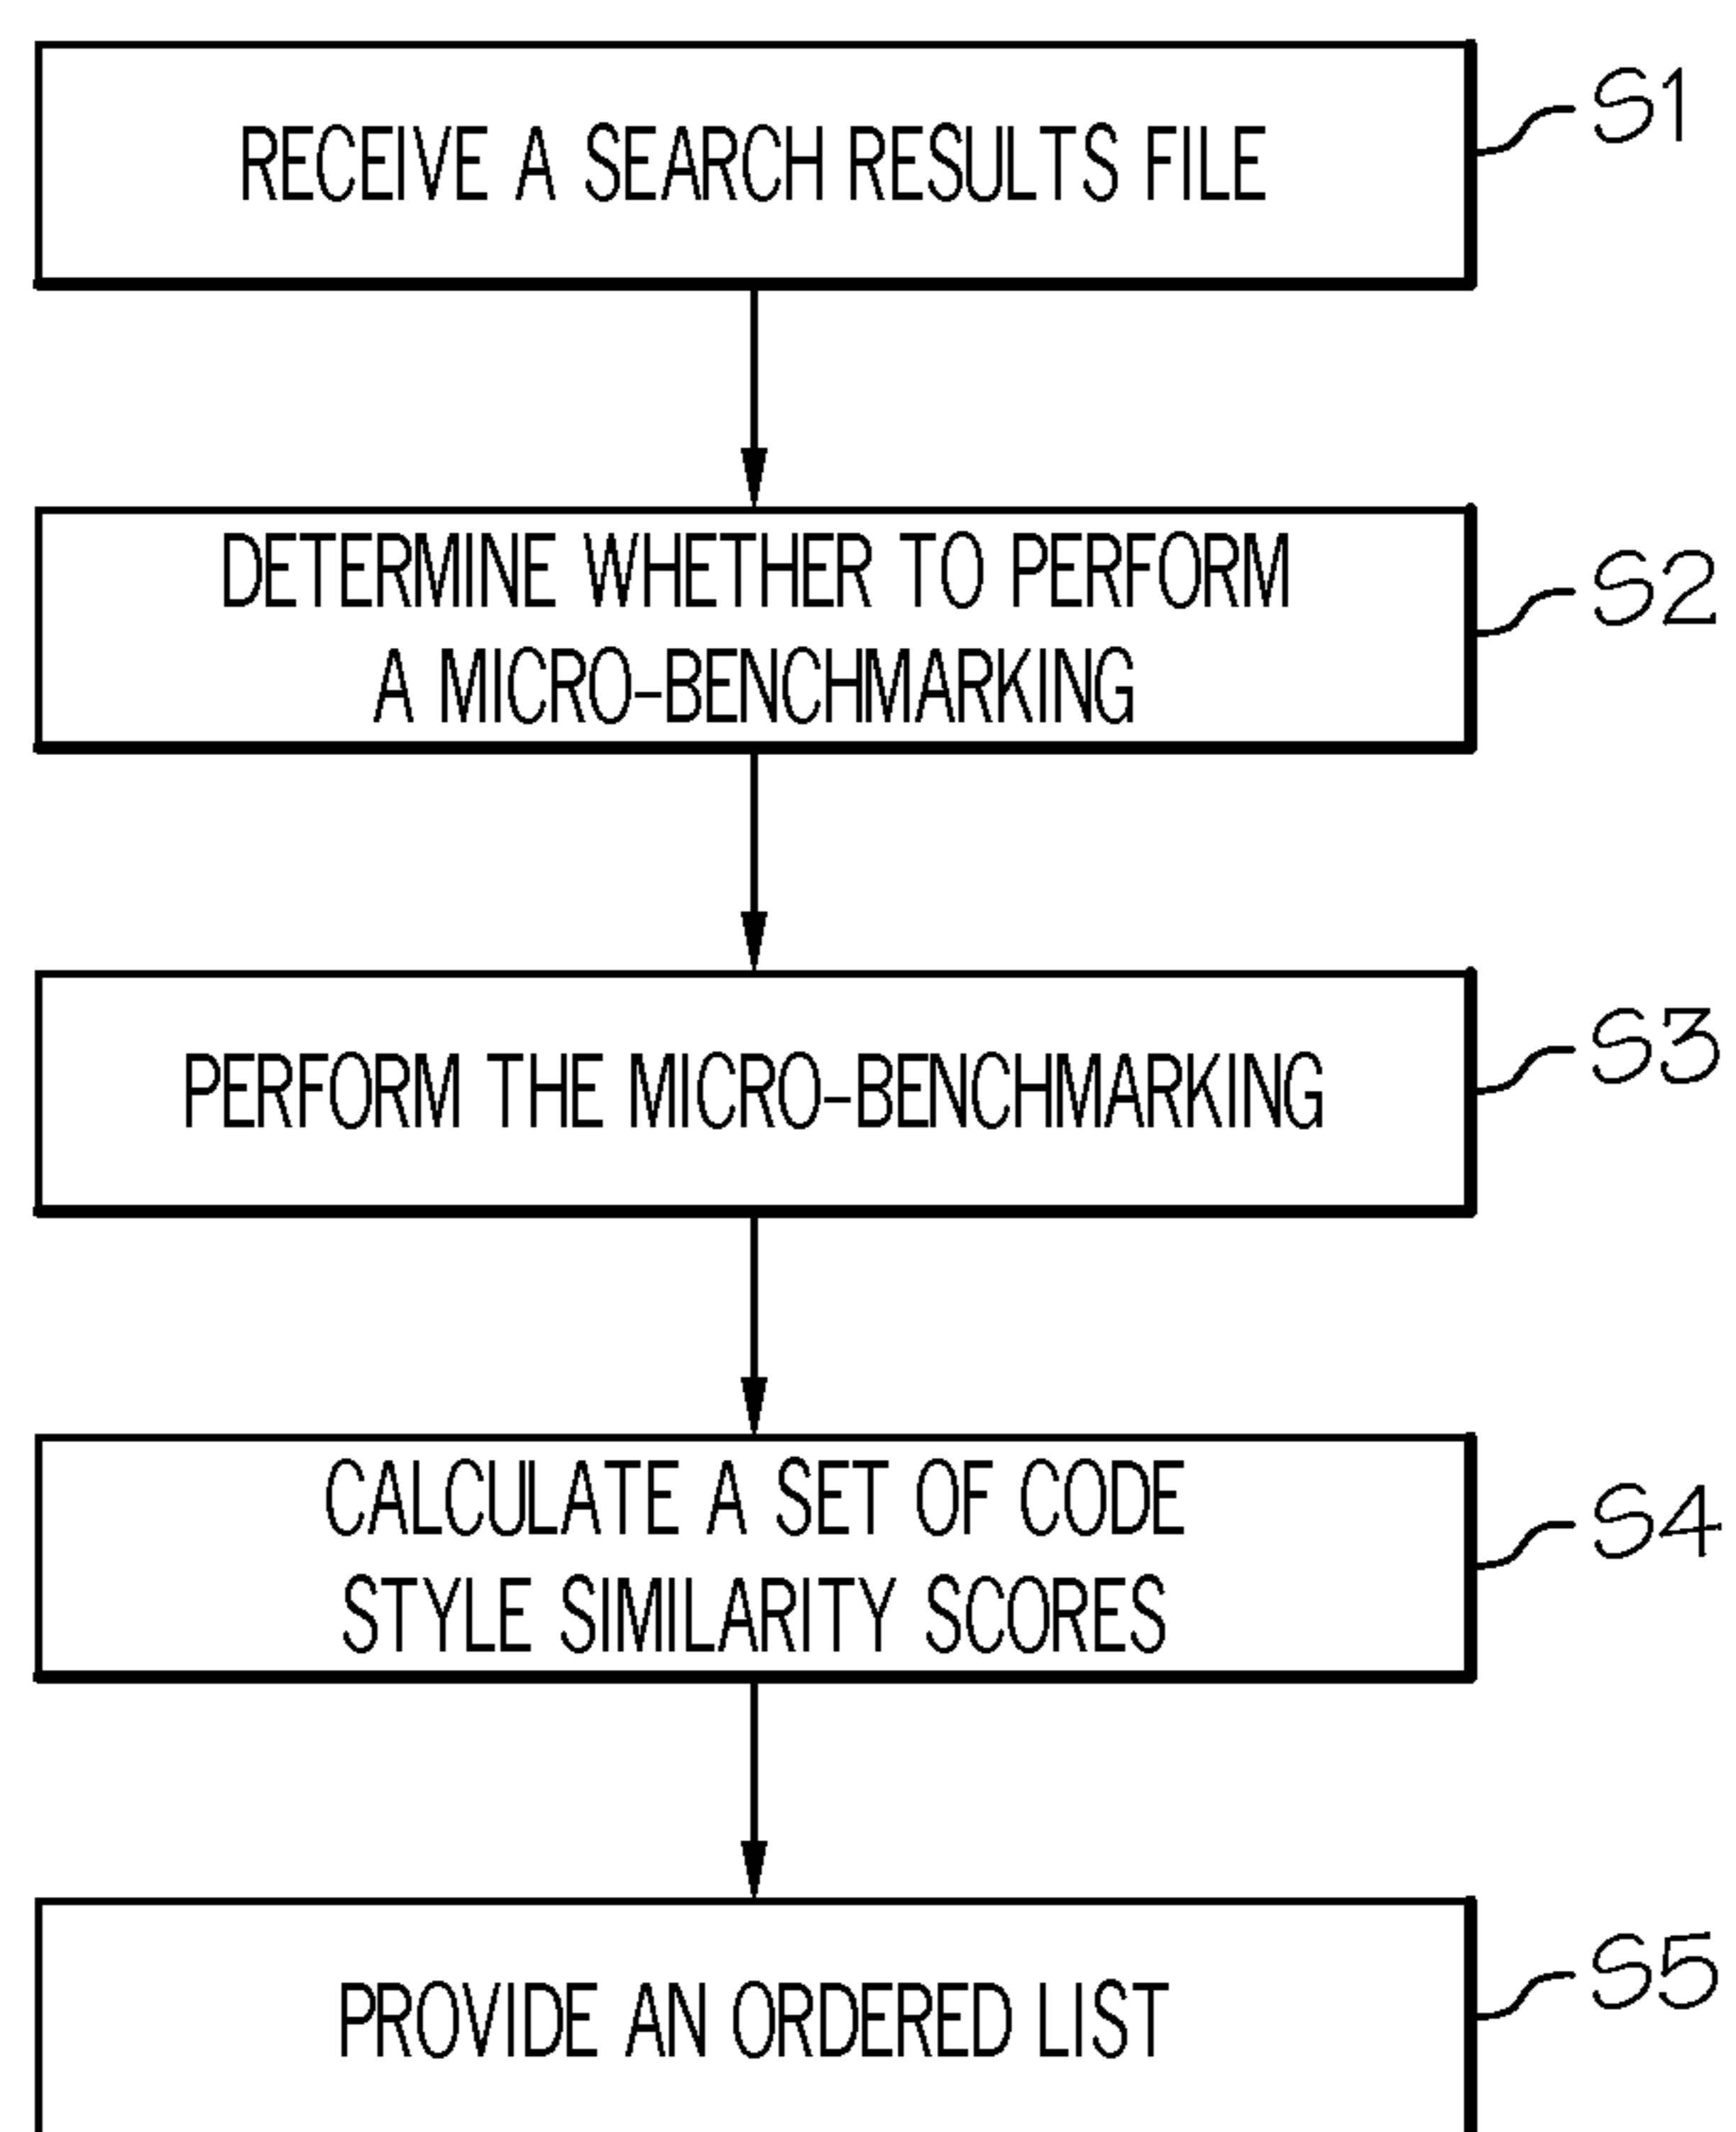 RECEIVE A SEARCH RESULTS FILE
S1
DETERMINE WHETHER TO PERFORM
A MICRO-BENCHMARKING
S2
PERFORM THE MICRO-BENCHMARKING
S3
CALCULATE A SET OF CODE
STYLE SIMILARITY SCORES
S4
PROVIDE AN ORDERED LIST
S5